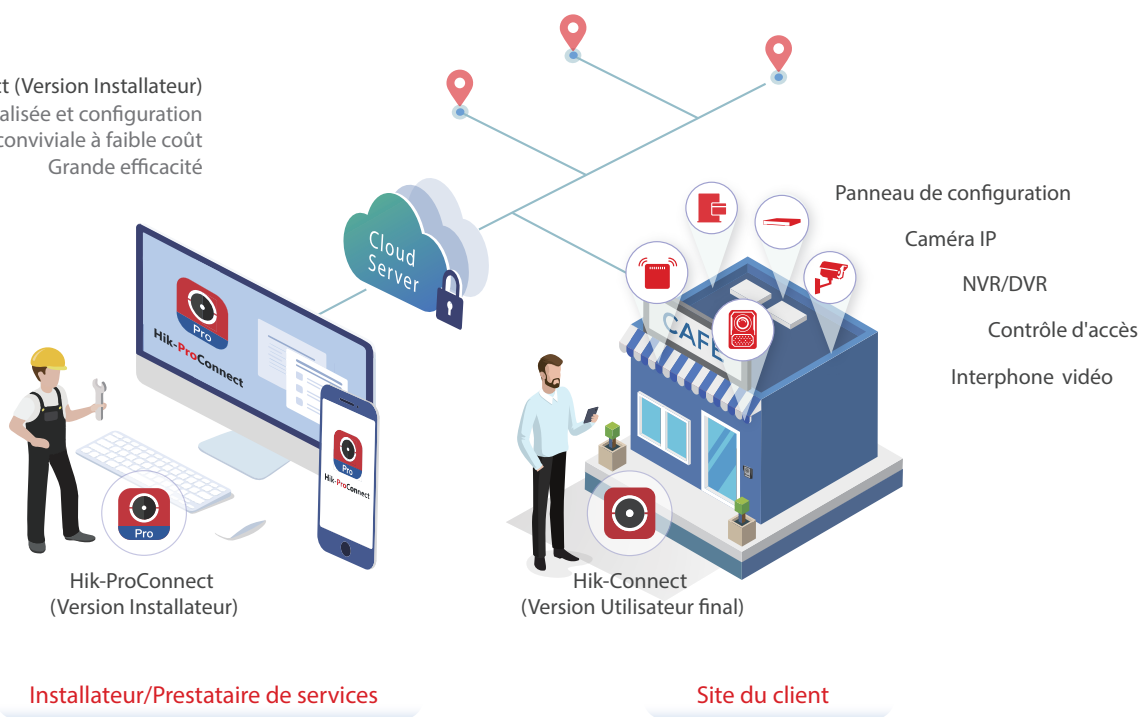 (Version Installateur)
et configuration
conviviale à faible coût
Grande efficacité
Cloud
Server
Panneau de configuration
Caméra IP
NVR/DVR
Contrôle d'accès
Interphone vidéo
Pro
Hik-ProConnect
Pro
Hik-ProConnect
CAFE
Pro
Hik-ProConnect
(Version Installateur)
Hik-Connect
(Version Utilisateur final)
Installateur/Prestataire de services
Site du client